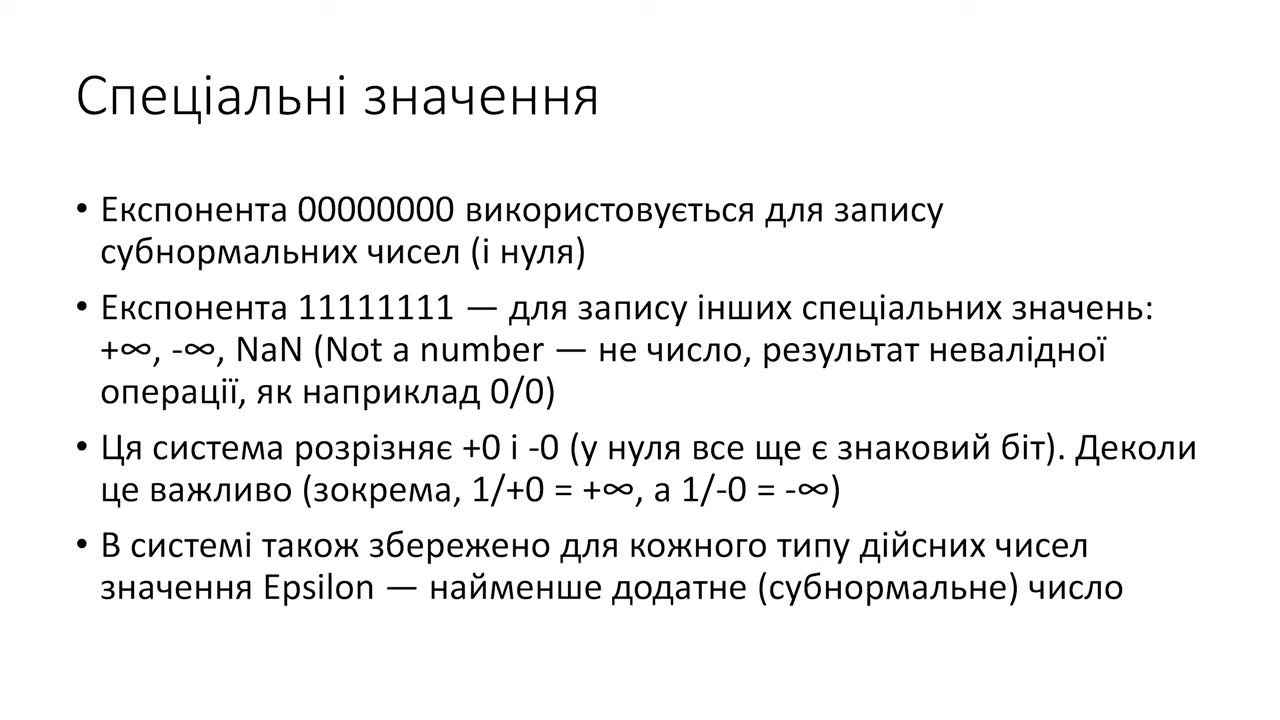 Спеціальні значення
• Експонента 00000000 використовується для запису
субнормальних чисел (і нуля)
• Експонента 11111111 — для запису інших спеціальних значень:
+∞, -∞, NaN (Not a number — не число, результат невалідної
операції, як наприклад 0/0)
• Ця система розрізняє +0 і -0 (у нуля все ще є знаковий біт). Деколи
це важливо (зокрема, 1/+0 = +∞, а 1/-0 = -∞)
• В системі також збережено для кожного типу дійсних чисел
значення Epsilon — найменше додатне (субнормальне) число